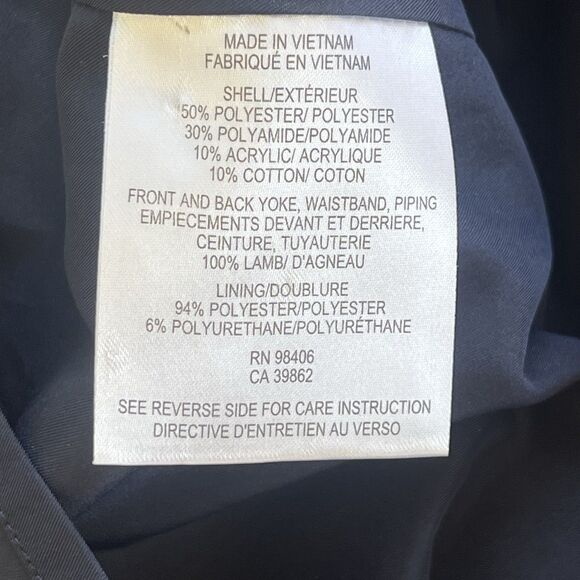 MADE IN VIETNAM
FABRIQUÉ EN VIETNAM
SHELL/EXTÉRIEUR
50% POLYESTER/ POLYESTER
30% POLYAMIDE/POLYAMIDE
10% ACRYLIC/ ACRYLIQUE
10% COTTON/ COTON
FRONT AND BACK YOKE, WAISTBAND, PIPING
EMPIECEMENTS DEVANT ET DERRIERE,
CEINTURE, TUYAUTERIE
100% LAMB/ D'AGNEAU
LINING/DOUBLURE
94% POLYESTER/POLYESTER
6% POLYURETHANE/POLYURÉTHANE
RN 98406
CA 39862
SEE REVERSE SIDE FOR CARE INSTRUCTION
DIRECTIVE D'ENTRETIEN AU VERSO